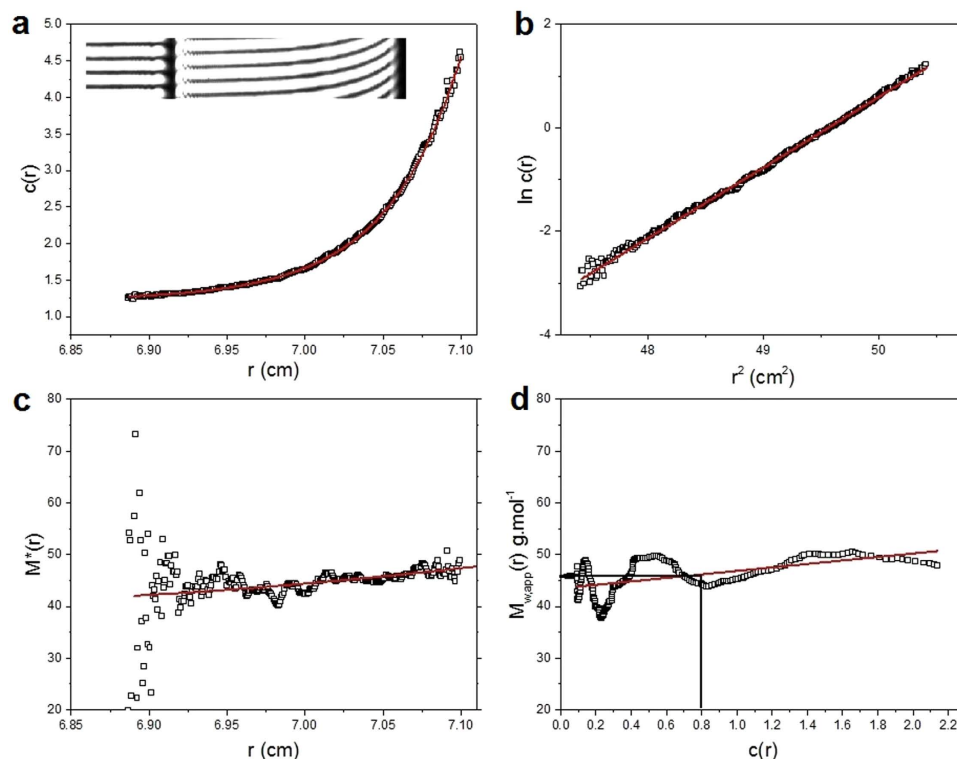 a
5.0
4.5
4.0
3.5
3.0
2.5
2.0
1.5
1.0
c(r)
6.85 6.90 6.95 7.00 7.05 7.10
r (cm)
b
2
0
-2
-4
ln c(r)
48 49 50
r² (cm²)
c
80
70
60
50
40
30
20
M*(r)
6.85 6.90 6.95 7.00 7.05 7.10
r (cm)
d
80
70
60
50
40
30
20
M_w,app(r) g.mol⁻¹
0.0 0.2 0.4 0.6 0.8 1.0 1.2 1.4 1.6 1.8 2.0 2.2
c(r)